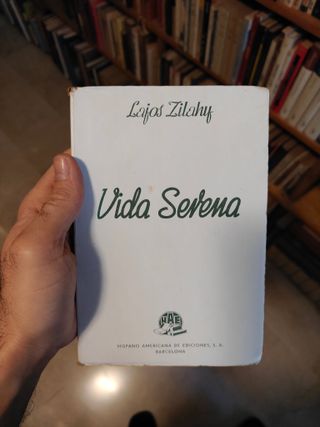 Lajos Zilahy
Vida Serena
HAE
HISPANO AMERICANA DE EDICIONES, S. A.
BARCELONA